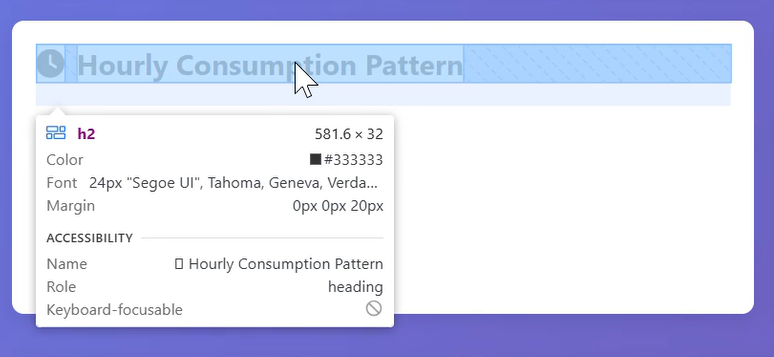 Hourly Consumption Pattern
h2 581.6 × 32
Color #333333
Font 24px "Segoe UI", Tahoma, Geneva, Verda...
Margin 0px 0px 20px
ACCESSIBILITY
Name ▯ Hourly Consumption Pattern
Role heading
Keyboard-focusable